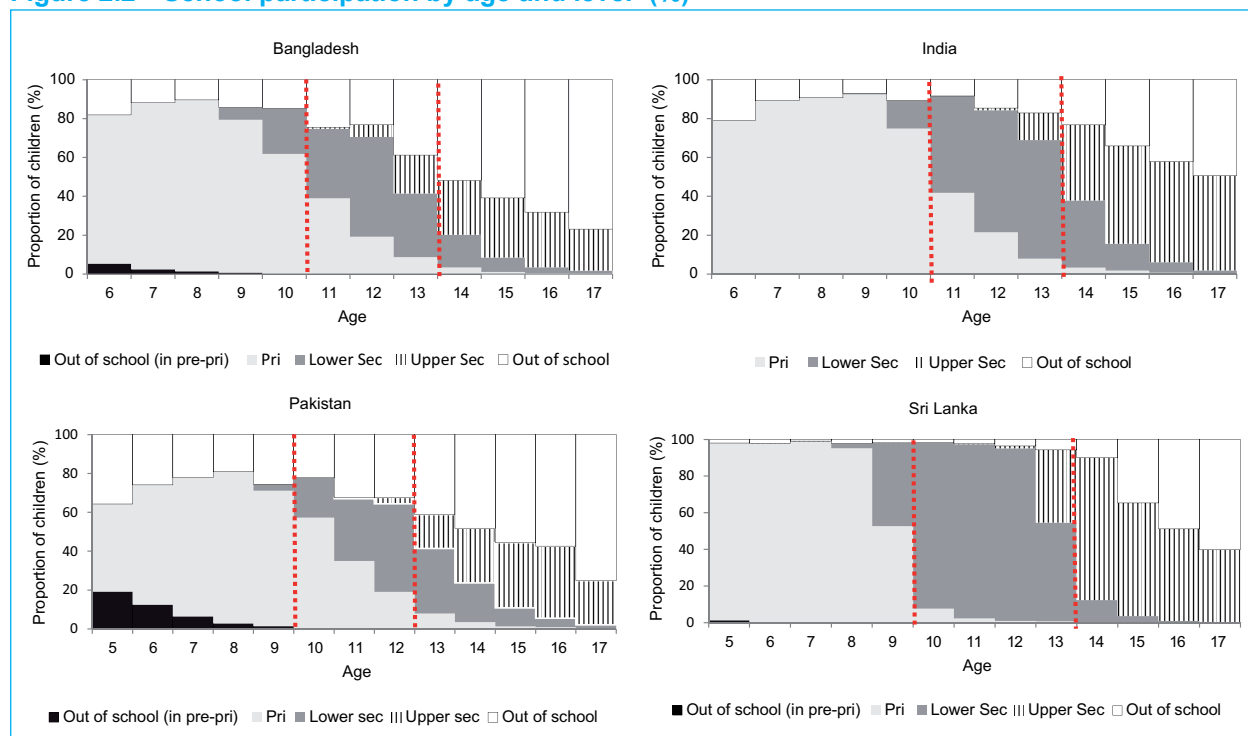 Figure 2.2 School participation by age and level (%)
Bangladesh
Proportion of children (%)
100
80
60
40
20
0
6 7 8 9 10 11 12 13 14 15 16 17
Age
Out of school (in pre-pri) Pri Lower Sec Upper Sec Out of school
India
Proportion of children (%)
100
80
60
40
20
0
6 7 8 9 10 11 12 13 14 15 16 17
Age
Pri Lower Sec Upper Sec Out of school
Pakistan
Proportion of children (%)
100
80
60
40
20
0
5 6 7 8 9 10 11 12 13 14 15 16 17
Age
Out of school (in pre-pri) Pri Lower sec Upper sec Out of school
Sri Lanka
Proportion of children (%)
100
80
60
40
20
0
5 6 7 8 9 10 11 12 13 14 15 16 17
Age
Out of school (in pre-pri) Pri Lower Sec Upper Sec Out of school